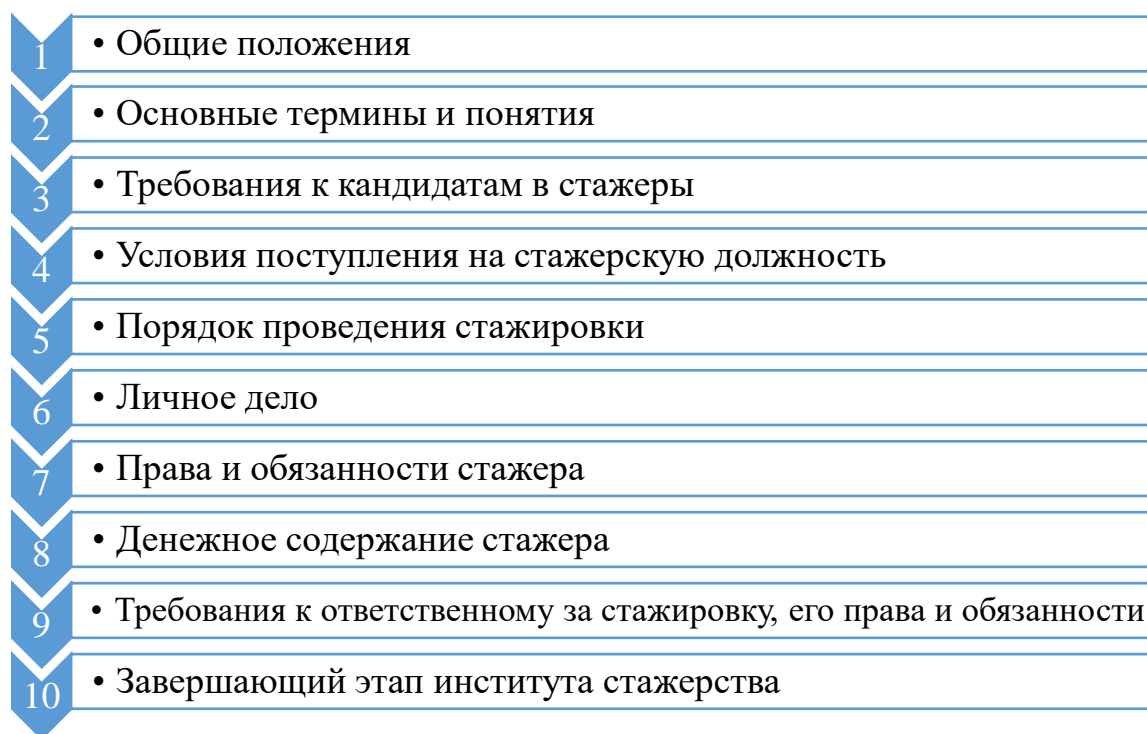 1 • Общие положения
2 • Основные термины и понятия
3 • Требования к кандидатам в стажеры
4 • Условия поступления на стажерскую должность
5 • Порядок проведения стажировки
6 • Личное дело
7 • Права и обязанности стажера
8 • Денежное содержание стажера
9 • Требования к ответственному за стажировку, его права и обязанности
10 • Завершающий этап института стажерства